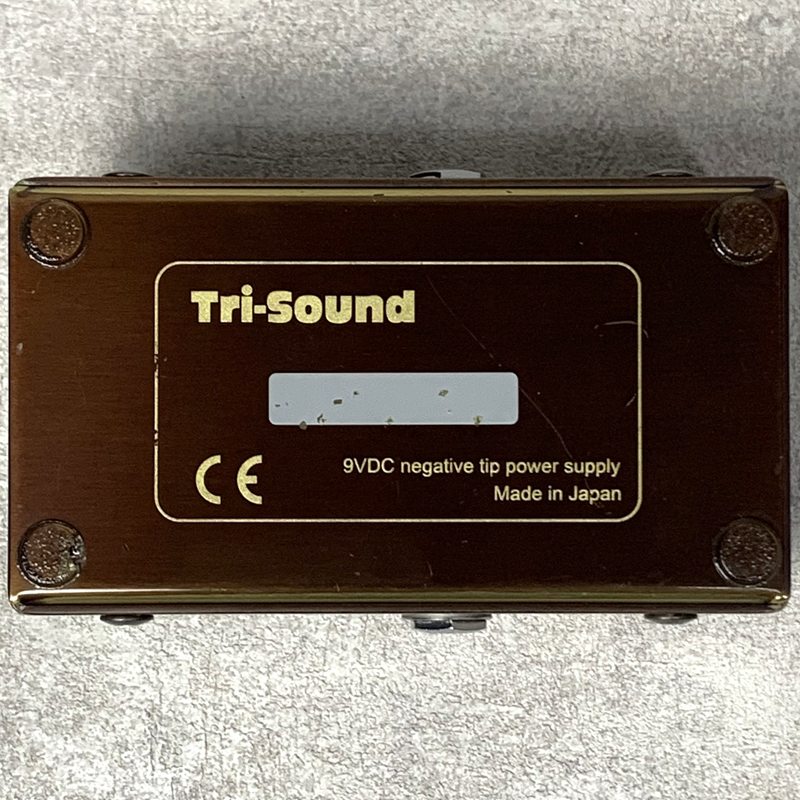 Tri-Sound
CE
9VDC negative tip power supply
Made in Japan